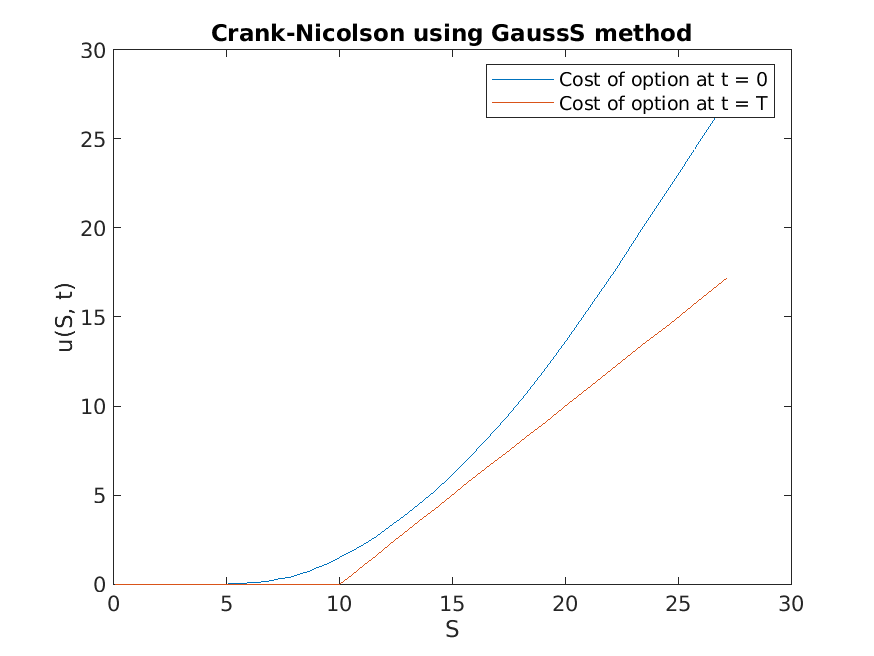 Crank-Nicolson using GaussS method
Cost of option at t = 0
Cost of option at t = T
u(S, t)
30
25
20
15
10
5
0
0 5 10 15 20 25 30
S